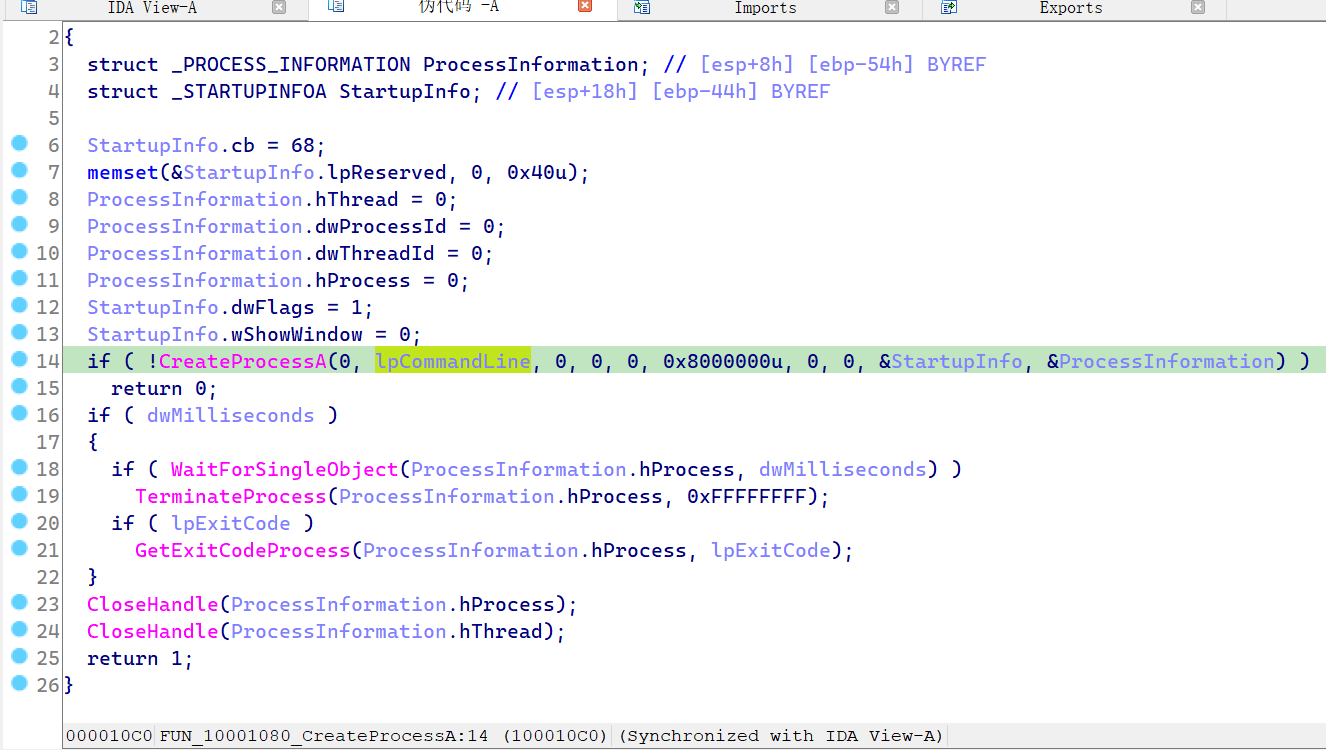 IDA View-A 伪代码 -A Imports Exports
2 {
3 struct _PROCESS_INFORMATION ProcessInformation; // [esp+8h] [ebp-54h] BYREF
4 struct _STARTUPINFOA StartupInfo; // [esp+18h] [ebp-44h] BYREF
5
6 StartupInfo.cb = 68;
7 memset(&StartupInfo.lpReserved, 0, 0x40u);
8 ProcessInformation.hThread = 0;
9 ProcessInformation.dwProcessId = 0;
10 ProcessInformation.dwThreadId = 0;
11 ProcessInformation.hProcess = 0;
12 StartupInfo.dwFlags = 1;
13 StartupInfo.wShowWindow = 0;
14 if ( !CreateProcessA(0, lpCommandLine, 0, 0, 0, 0x8000000u, 0, 0, &StartupInfo, &ProcessInformation) )
15 return 0;
16 if ( dwMilliseconds )
17 {
18 if ( WaitForSingleObject(ProcessInformation.hProcess, dwMilliseconds) )
19 TerminateProcess(ProcessInformation.hProcess, 0xFFFFFFFF);
20 if ( lpExitCode )
21 GetExitCodeProcess(ProcessInformation.hProcess, lpExitCode);
22 }
23 CloseHandle(ProcessInformation.hProcess);
24 CloseHandle(ProcessInformation.hThread);
25 return 1;
26 }
000010C0 FUN_10001080_CreateProcessA:14 (100010C0) (Synchronized with IDA View-A)